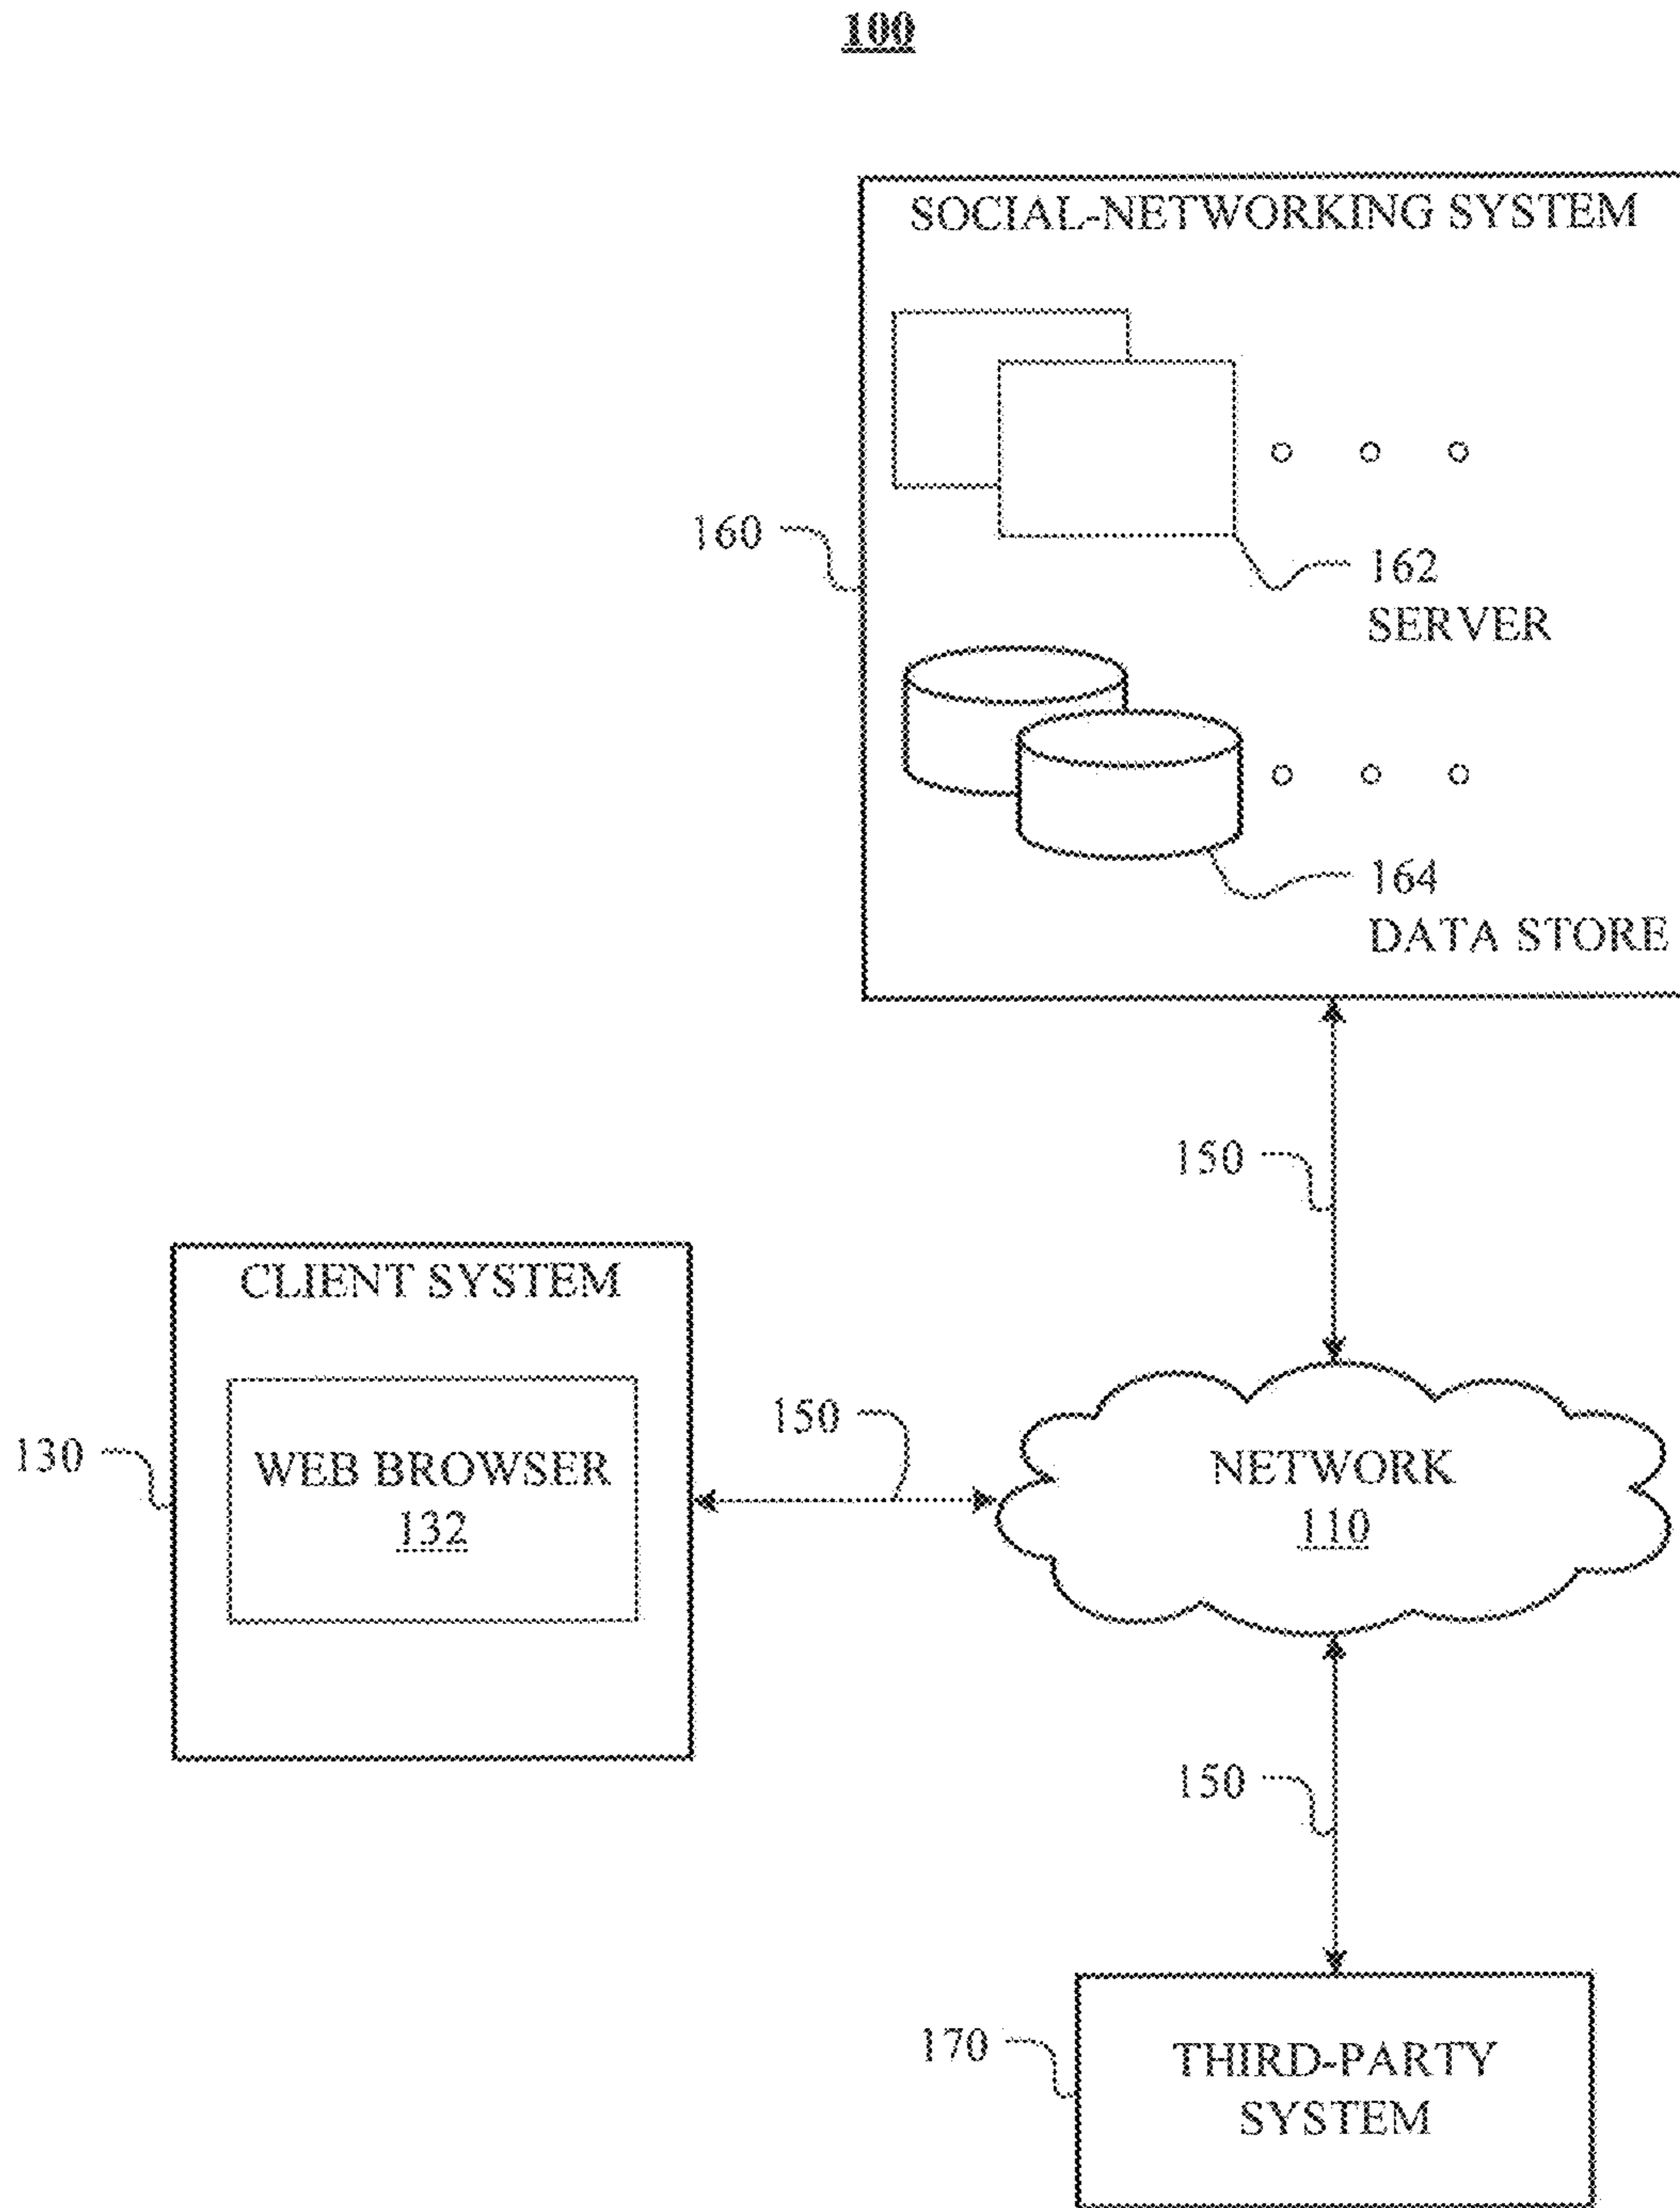 100
SOCIAL-NETWORKING SYSTEM
160
162
SERVER
164
DATA STORE
150
CLIENT SYSTEM
130
WEB BROWSER
132
150
NETWORK
110
150
170
THIRD-PARTY
SYSTEM